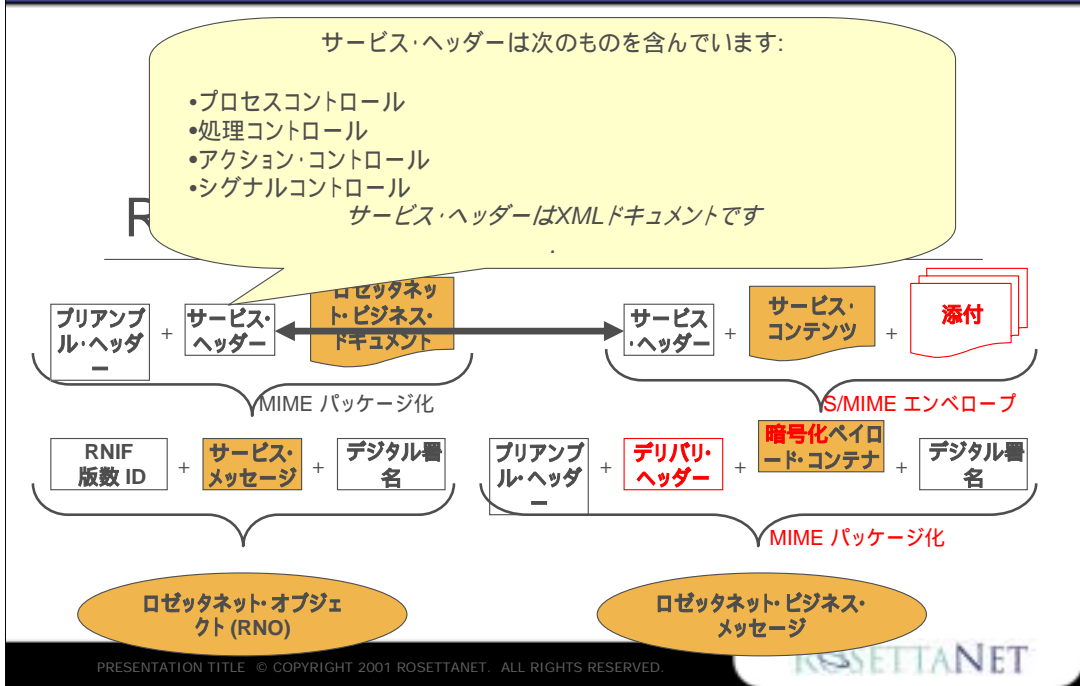 サービス・ヘッダーは次のものを含んでいます:
•プロセスコントロール
•処理コントロール
•アクション・コントロール
•シグナルコントロール
サービス・ヘッダーはXMLドキュメントです
.
R
プリアンブ
ル・ヘッダ
ー
+
サービス・
ヘッダー
ロゼッタネッ
ト・ビジネス・
ドキュメント
サービス
・ヘッダー
+
サービス・
コンテンツ
+
添付
MIME パッケージ化
S/MIME エンベロープ
RNIF
版数 ID
+
サービス・
メッセージ
+
デジタル署
名
プリアンブ
ル・ヘッダ
ー
+
デリバリ・
ヘッダー
+
暗号化ペイロ
ード・コンテナ
+
デジタル署
名
MIME パッケージ化
ロゼッタネット・オブジェ
クト (RNO)
ロゼッタネット・ビジネス・
メッセージ
PRESENTATION TITLE © COPYRIGHT 2001 ROSETTANET. ALL RIGHTS RESERVED.
ROSETTANET